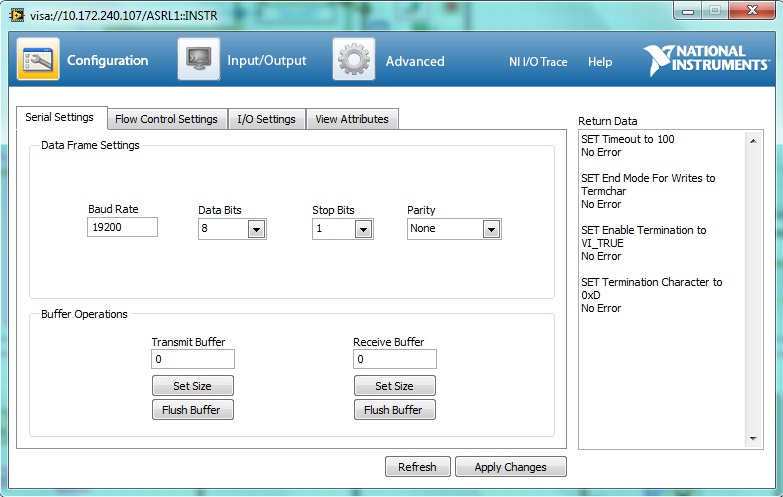 visa://10.172.240.107/ASRL1::INSTR
Configuration
Input/Output
Advanced
NI I/O Trace
Help
NATIONAL
INSTRUMENTS
Serial Settings
Flow Control Settings
I/O Settings
View Attributes
Data Frame Settings
Baud Rate
19200
Data Bits
8
Stop Bits
1
Parity
None
Buffer Operations
Transmit Buffer
0
Set Size
Flush Buffer
Receive Buffer
0
Set Size
Flush Buffer
Return Data
SET Timeout to 100
No Error
SET End Mode For Writes to
Termchar
No Error
SET Enable Termination to
VI_TRUE
No Error
SET Termination Character to
0xD
No Error
Refresh
Apply Changes